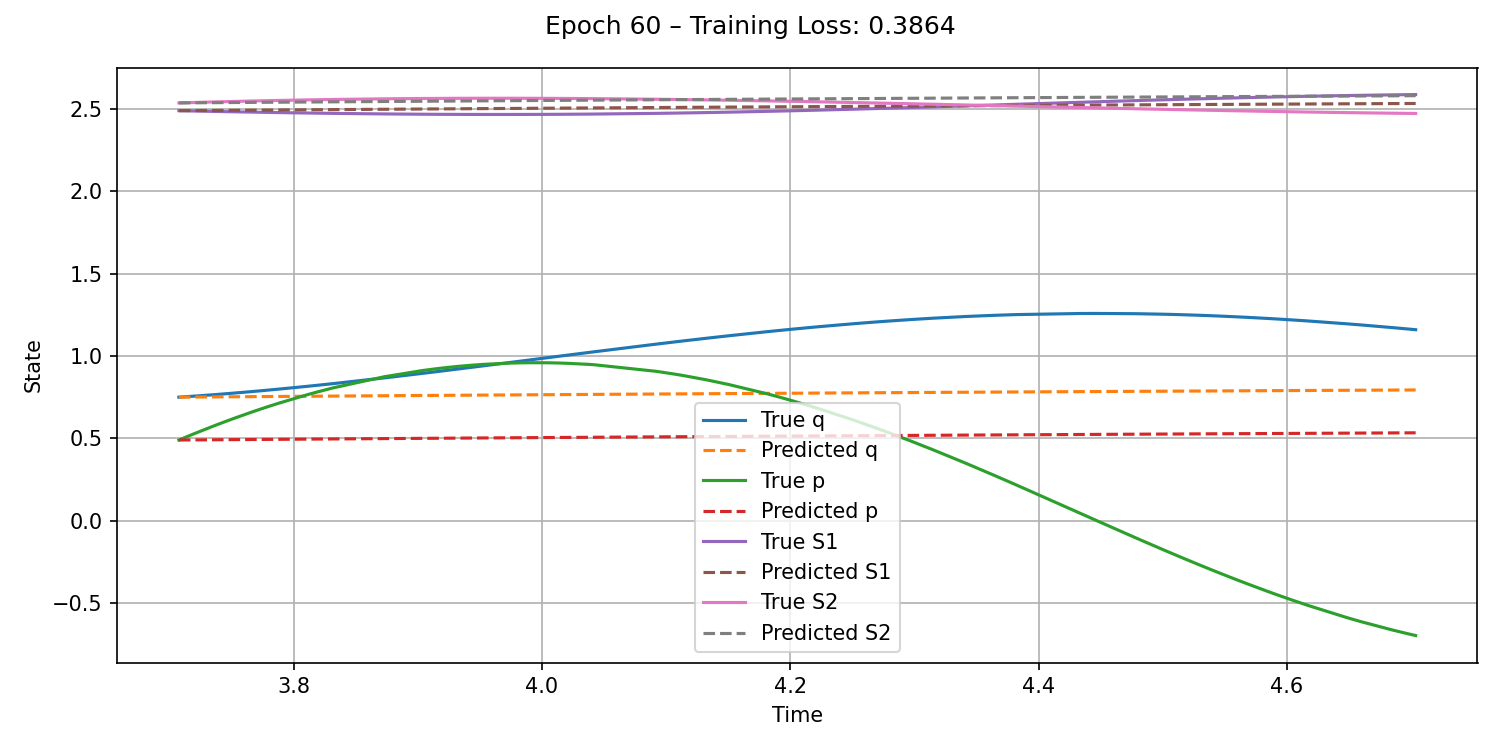 Epoch 60 – Training Loss: 0.3864
2.5
2.0
1.5
1.0
0.5
0.0
−0.5
State
True q
Predicted q
True p
Predicted p
True S1
Predicted S1
True S2
Predicted S2
3.8 4.0 4.2 4.4 4.6
Time